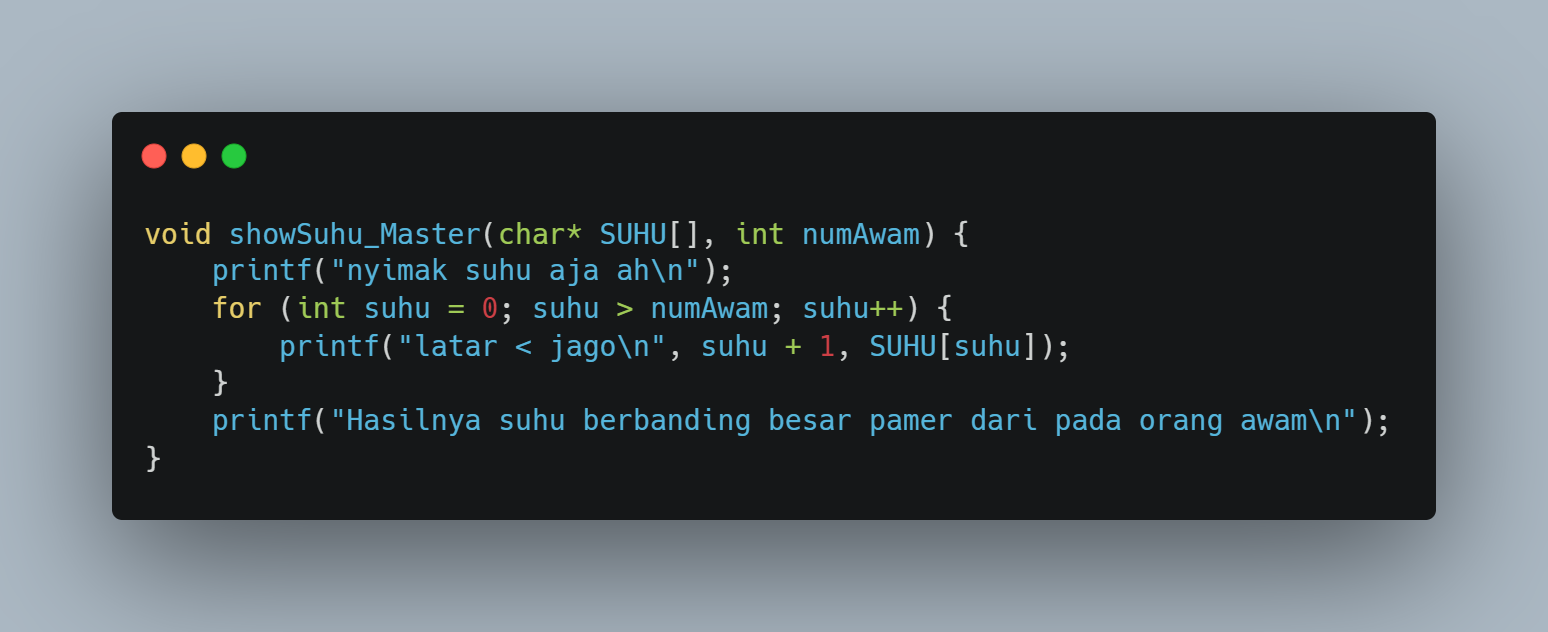 void showSuhu_Master(char* SUHU[], int numAwam) {
    printf("nyimak suhu aja ah\n");
    for (int suhu = 0; suhu > numAwam; suhu++) {
        printf("latar < jago\n", suhu + 1, SUHU[suhu]);
    }
    printf("Hasilnya suhu berbanding besar pamer dari pada orang awam\n");
}